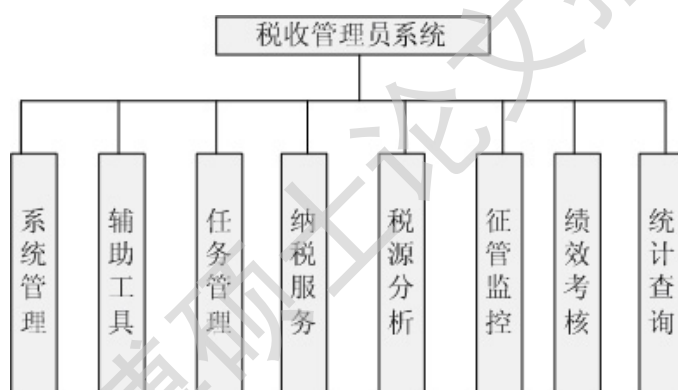 税收管理员系统
系统管理
辅助工具
任务管理
纳税服务
税源分析
征管监控
绩效考核
统计查询